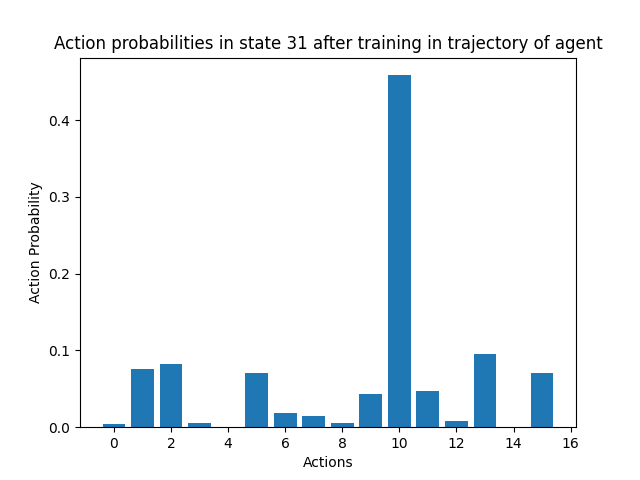 Action probabilities in state 31 after training in trajectory of agent
0.4
0.3
0.2
0.1
0.0
Action Probability
0 2 4 6 8 10 12 14 16
Actions